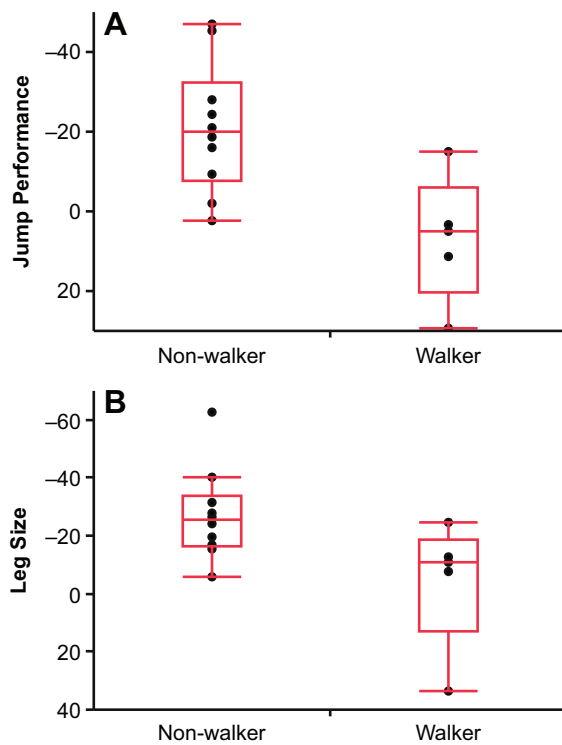 A
Jump Performance
–40
–20
0
20
Non-walker Walker
B
Leg Size
–60
–40
–20
0
20
40
Non-walker Walker